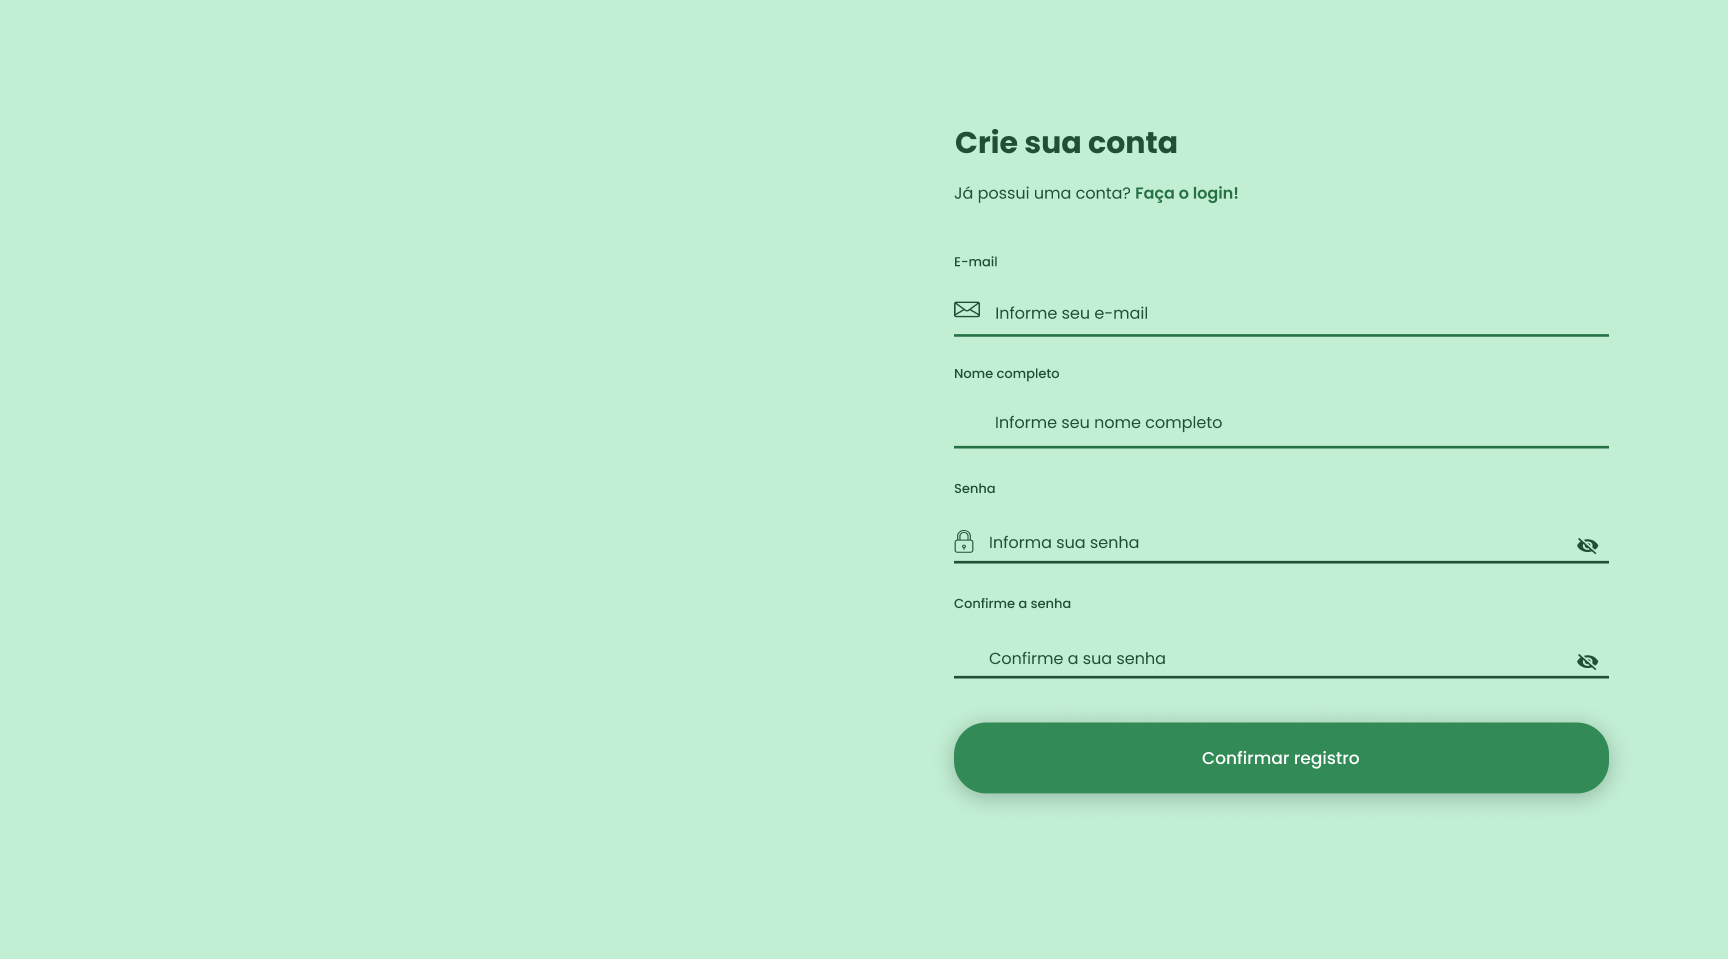 Crie sua conta
Já possui uma conta? Faça o login!
E-mail
Informe seu e-mail
Nome completo
Informe seu nome completo
Senha
Informa sua senha
Confirme a senha
Confirme a sua senha
Confirmar registro